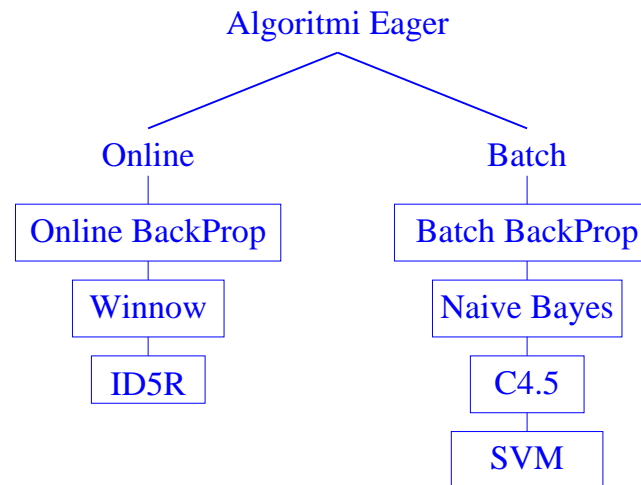 Algoritmi Eager
Online
Batch
Online BackProp
Batch BackProp
Winnow
Naive Bayes
ID5R
C4.5
SVM